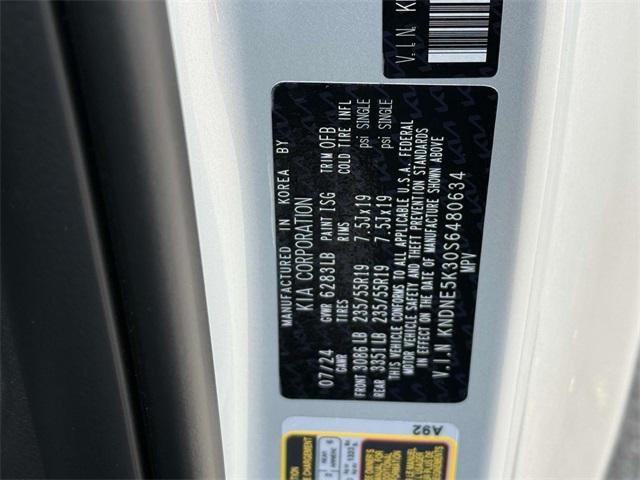 V.I.N. KN
MANUFACTURED IN KOREA BY
KIA CORPORATION
07/24 GVWR 6283LB PAINT ISG TRIM OFB
GAWR TIRES RIMS COLD TIRE INFL
FRONT 3086LB 235/55R19 7.5Jx19 psi SINGLE
REAR 3351LB 235/55R19 7.5Jx19 psi SINGLE
THIS VEHICLE CONFORMS TO ALL APPLICABLE U.S.A. FEDERAL
MOTOR VEHICLE SAFETY AND THEFT PREVENTION STANDARDS
IN EFFECT ON THE DATE OF MANUFACTURE SHOWN ABOVE
V.I.N KNDNE5K30S6480634
MPV
A92